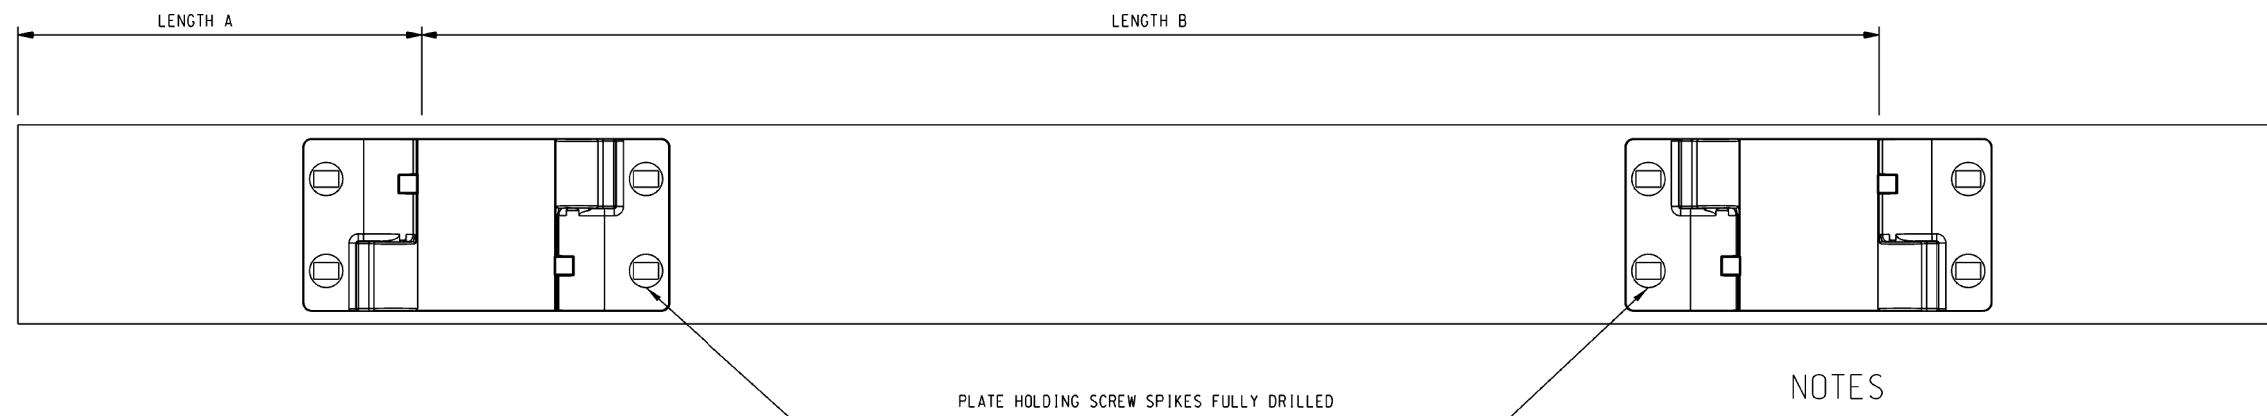 LENGTH A
LENGTH B
PLATE HOLDING SCREW SPIKES FULLY DRILLED
NOTES